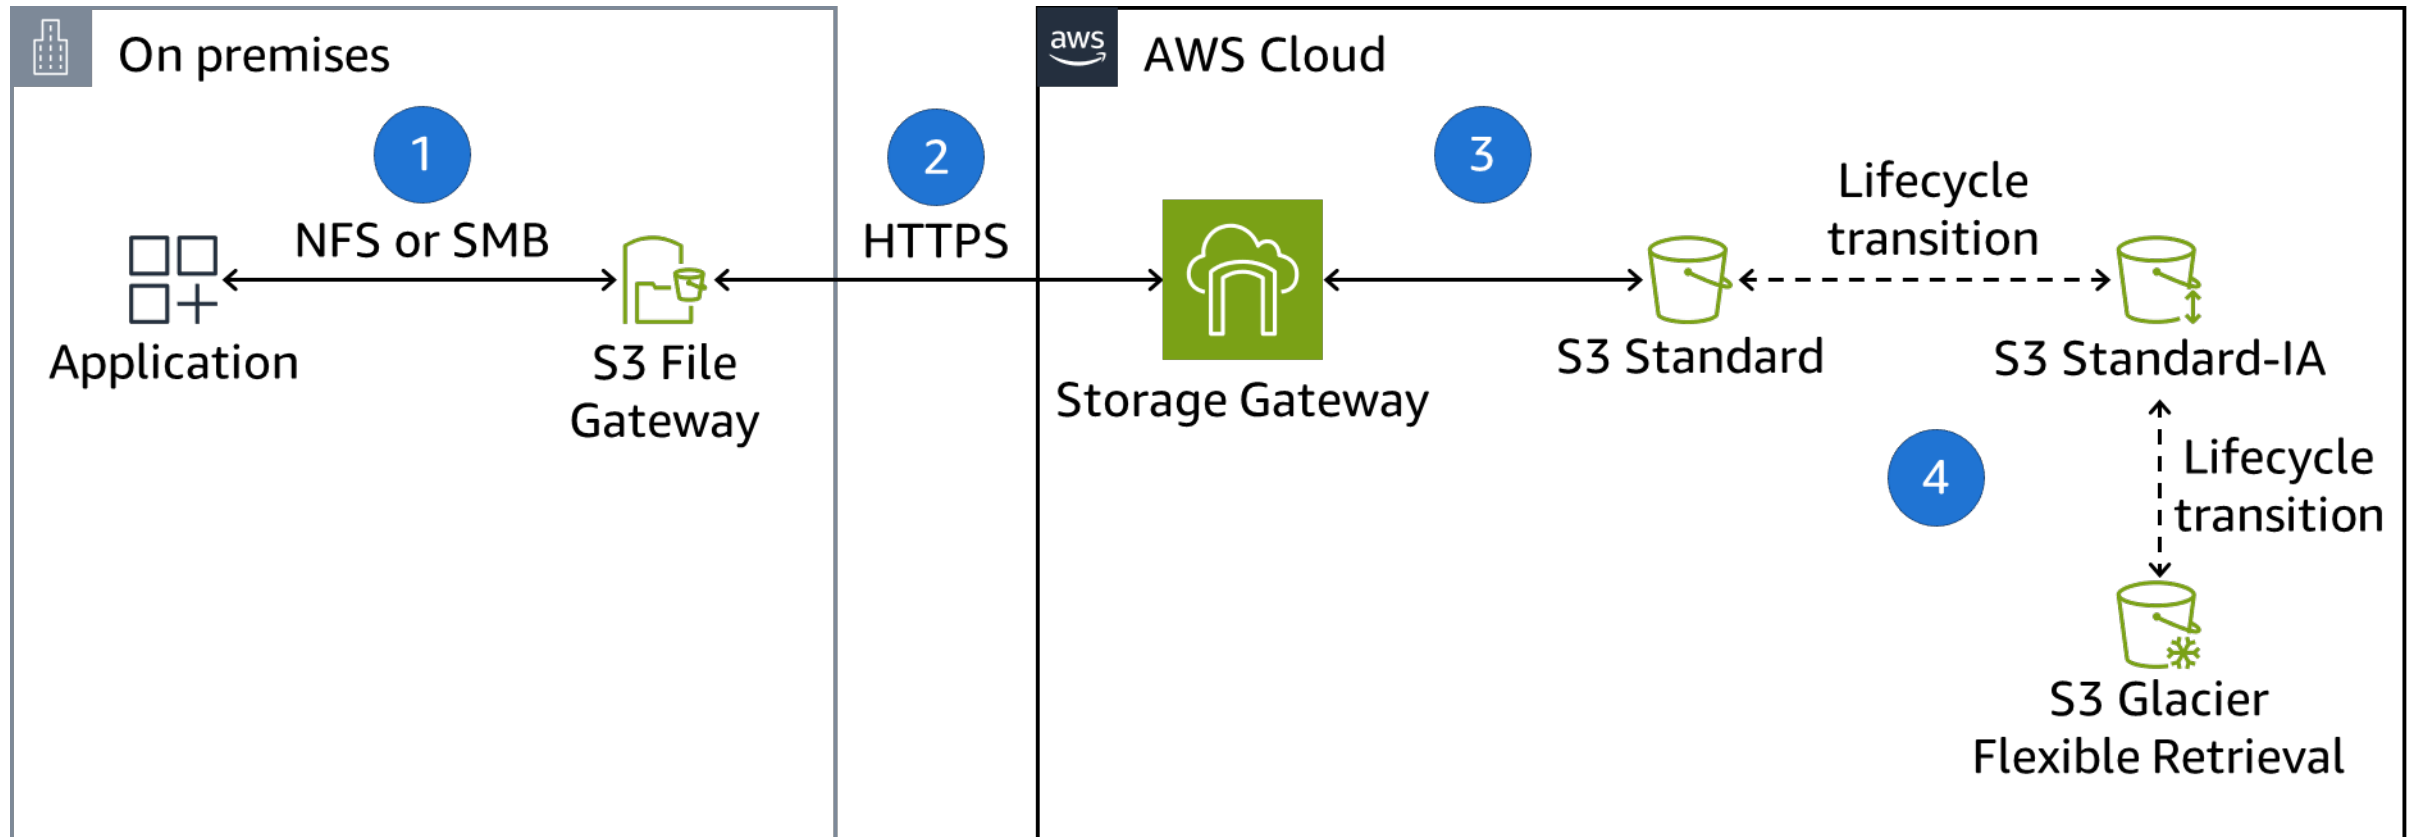 On premises
aws
AWS Cloud
1
2
3
NFS or SMB
HTTPS
Lifecycle
transition
Application
S3 File
Gateway
Storage Gateway
S3 Standard
S3 Standard-IA
4
Lifecycle
transition
S3 Glacier
Flexible Retrieval